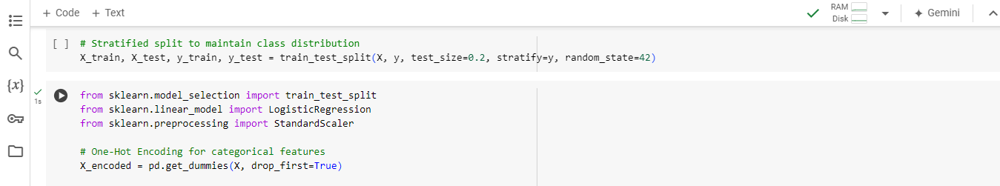 + Code + Text
RAM
Disk
Gemini
[ ] # Stratified split to maintain class distribution
X_train, X_test, y_train, y_test = train_test_split(X, y, test_size=0.2, stratify=y, random_state=42)
{x}
1s
from sklearn.model_selection import train_test_split
from sklearn.linear_model import LogisticRegression
from sklearn.preprocessing import StandardScaler
# One-Hot Encoding for categorical features
X_encoded = pd.get_dummies(X, drop_first=True)